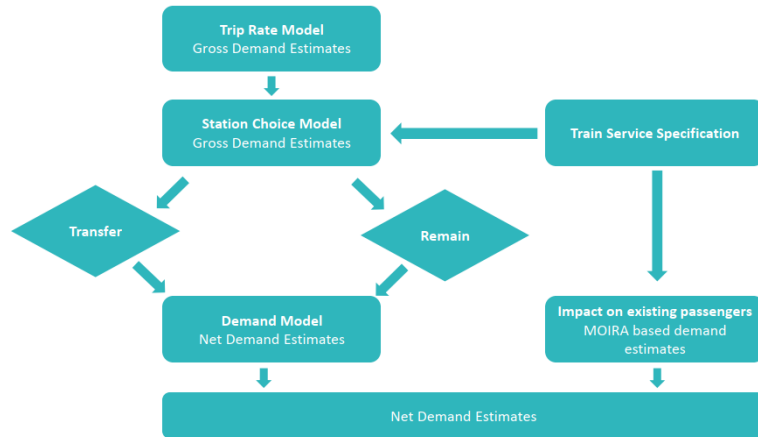 Trip Rate Model
Gross Demand Estimates
Station Choice Model
Gross Demand Estimates
Train Service Specification
Transfer
Remain
Demand Model
Net Demand Estimates
Impact on existing passengers
MOIRA based demand
estimates
Net Demand Estimates